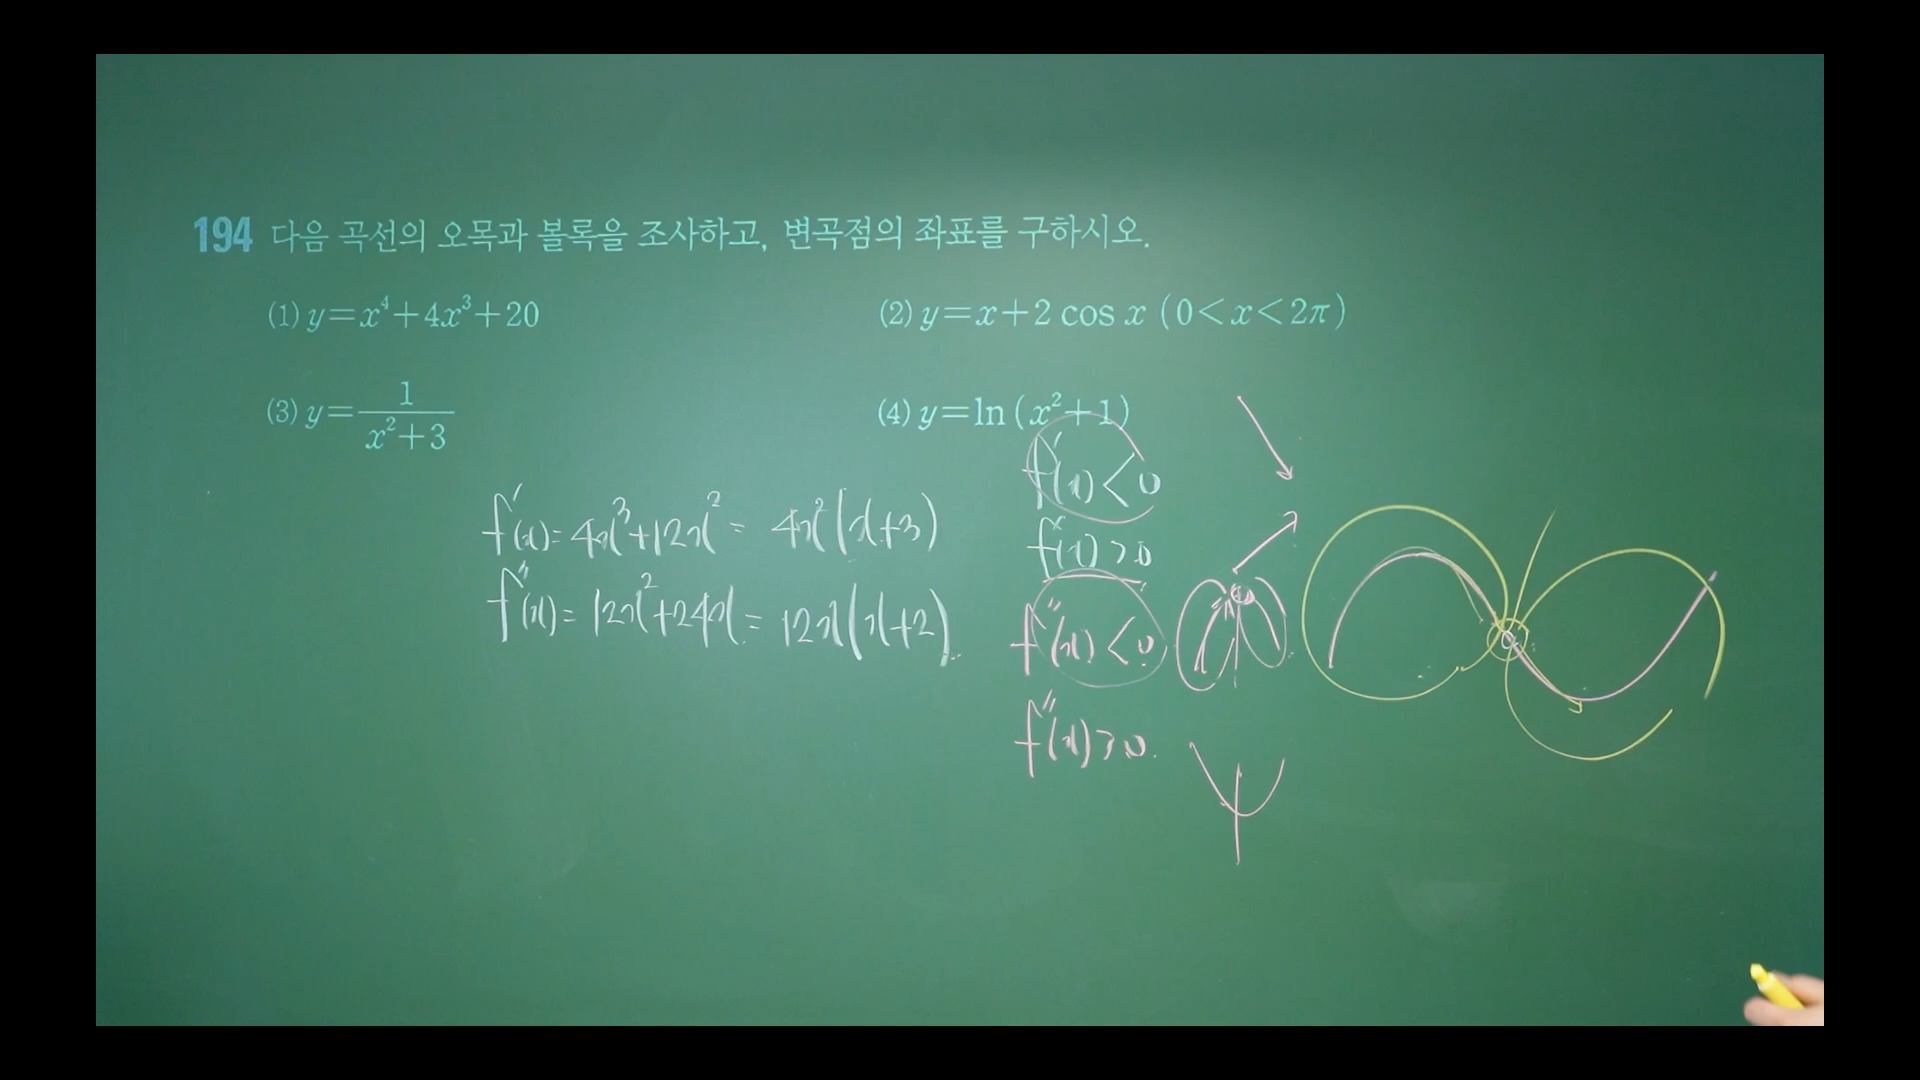 194 다음 곡선의 오목과 볼록을 조사하고, 변곡점의 좌표를 구하시오.
(1) y=x⁴+4x³+20
(2) y=x+2 cos x (0<x<2π)
(3) y=1/(x²+3)
(4) y=ln(x²+1)
f'(x)=4x³+12x²=4x²(x+3)
f''(x)=12x²+24x=12x(x+2)
f'(x)<0
f'(x)>0
f''(x)<0
f''(x)>0